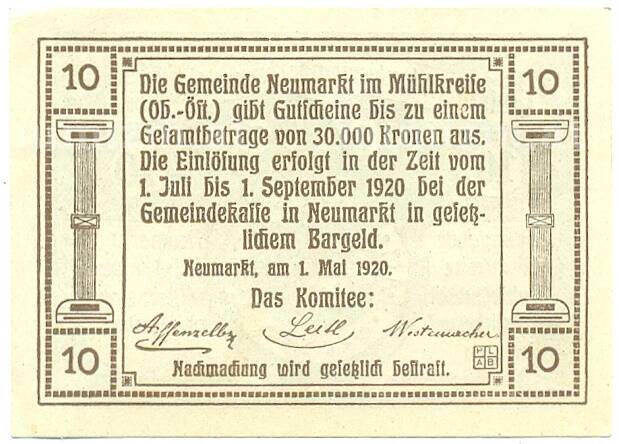 10 10
Die Gemeinde Neumarkt im Mühlkreise
(Ob.-Öst.) gibt Gutscheine bis zu einem
Gesamtbetrage von 30.000 Kronen aus.
Die Einlösung erfolgt in der Zeit vom
1. Juli bis 1. September 1920 bei der
Gemeindekasse in Neumarkt in gesetz-
lichem Bargeld.
Neumarkt, am 1. Mai 1920.
Das Komitee:
Leitl Westermacher
Nachmachung wird gesetzlich bestraft.
H L
A B
10 10